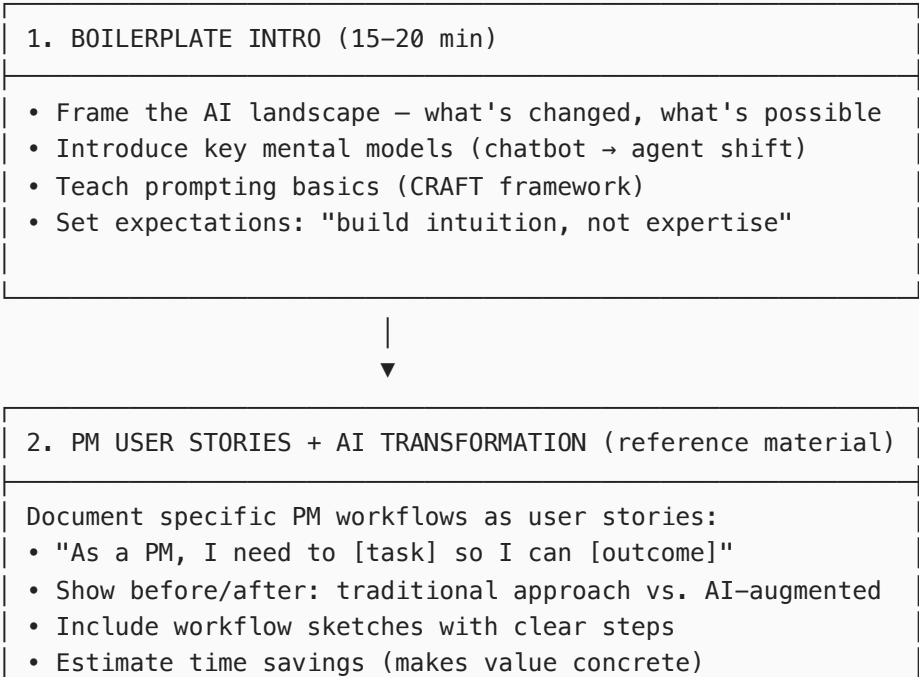 1. BOILERPLATE INTRO (15–20 min)
• Frame the AI landscape — what's changed, what's possible
• Introduce key mental models (chatbot → agent shift)
• Teach prompting basics (CRAFT framework)
• Set expectations: "build intuition, not expertise"
▼
2. PM USER STORIES + AI TRANSFORMATION (reference material)
Document specific PM workflows as user stories:
• "As a PM, I need to [task] so I can [outcome]"
• Show before/after: traditional approach vs. AI-augmented
• Include workflow sketches with clear steps
• Estimate time savings (makes value concrete)